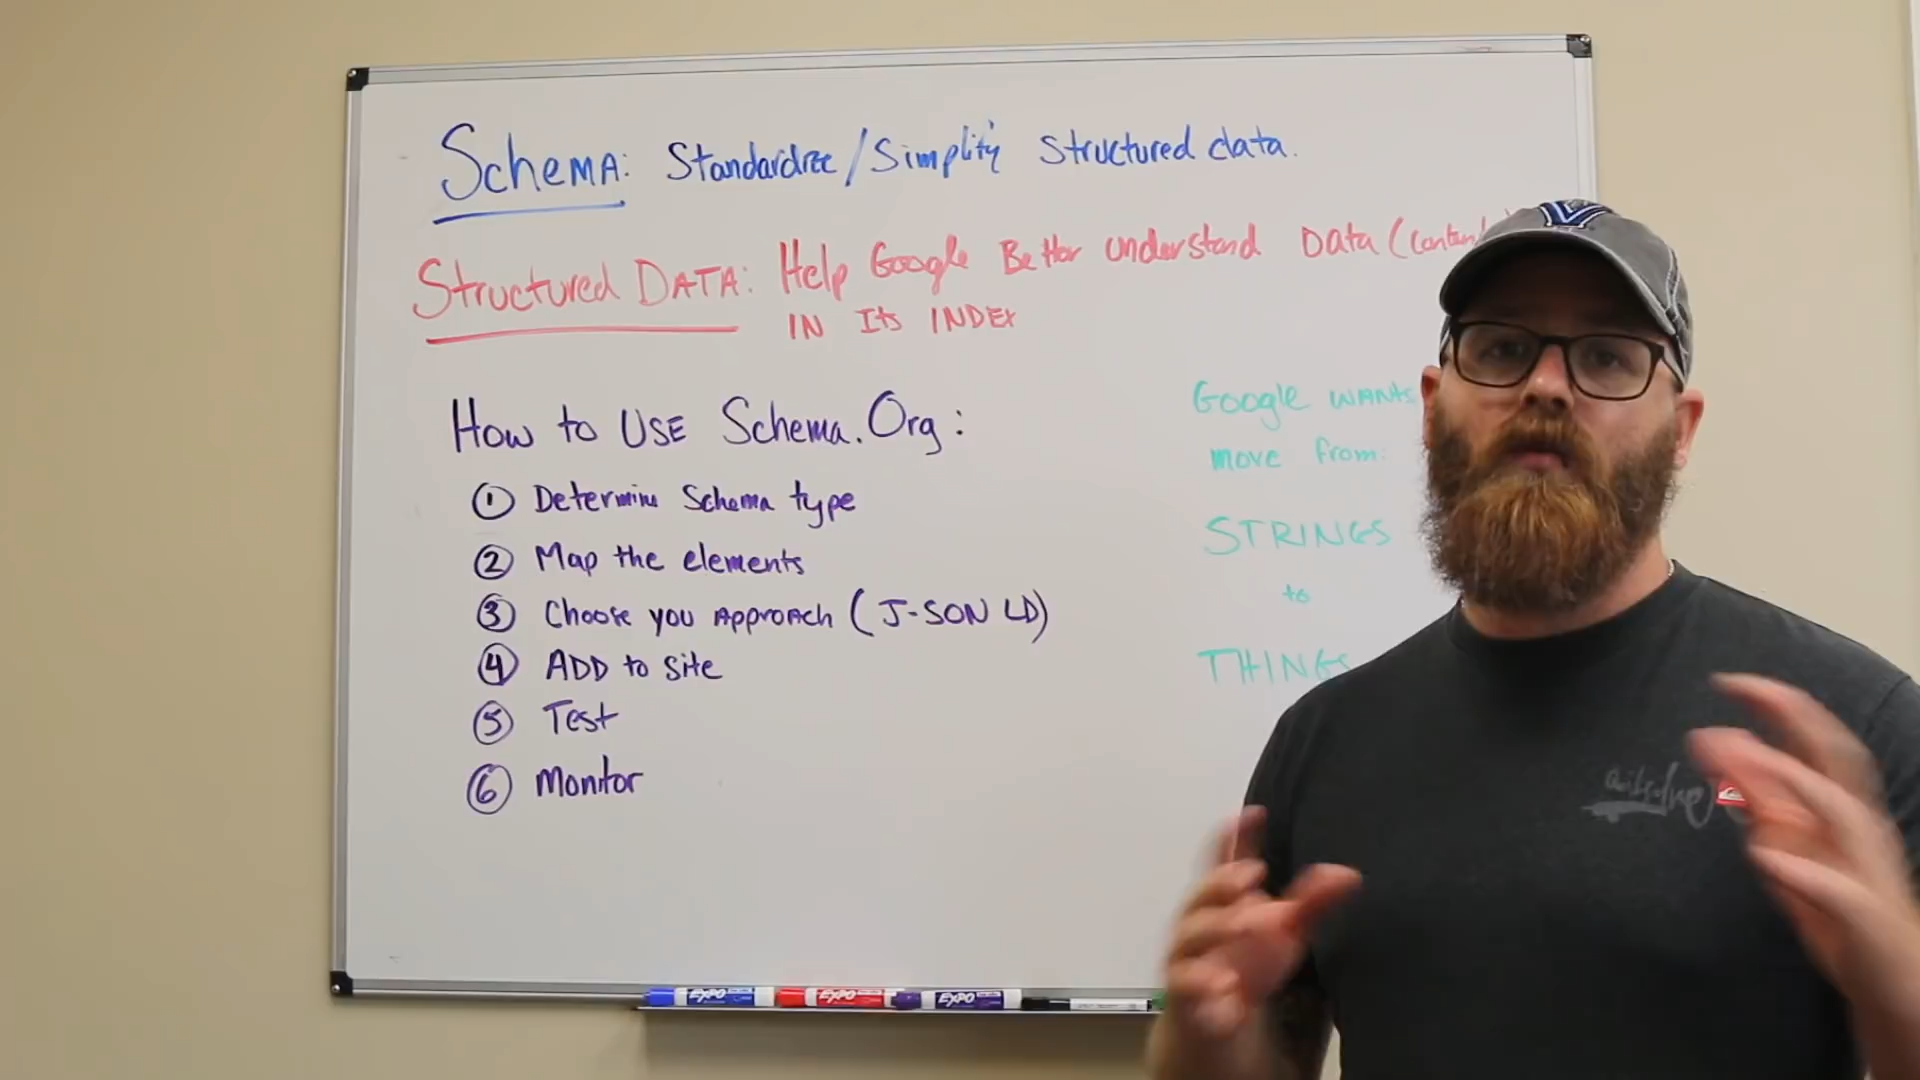 Schema: Standardize/Simplify Structured data.
Structured DATA: Help Google Better understand Data (Conten
IN Its INDEX
How to USE Schema.Org:
① Determine Schema type
② Map the elements
③ Choose you Approach (J-SON LD)
④ ADD to site
⑤ Test
⑥ Monitor
Google WANTS
move from:
STRINGS
to
THINGS
EXPO
EXPO
EXPO